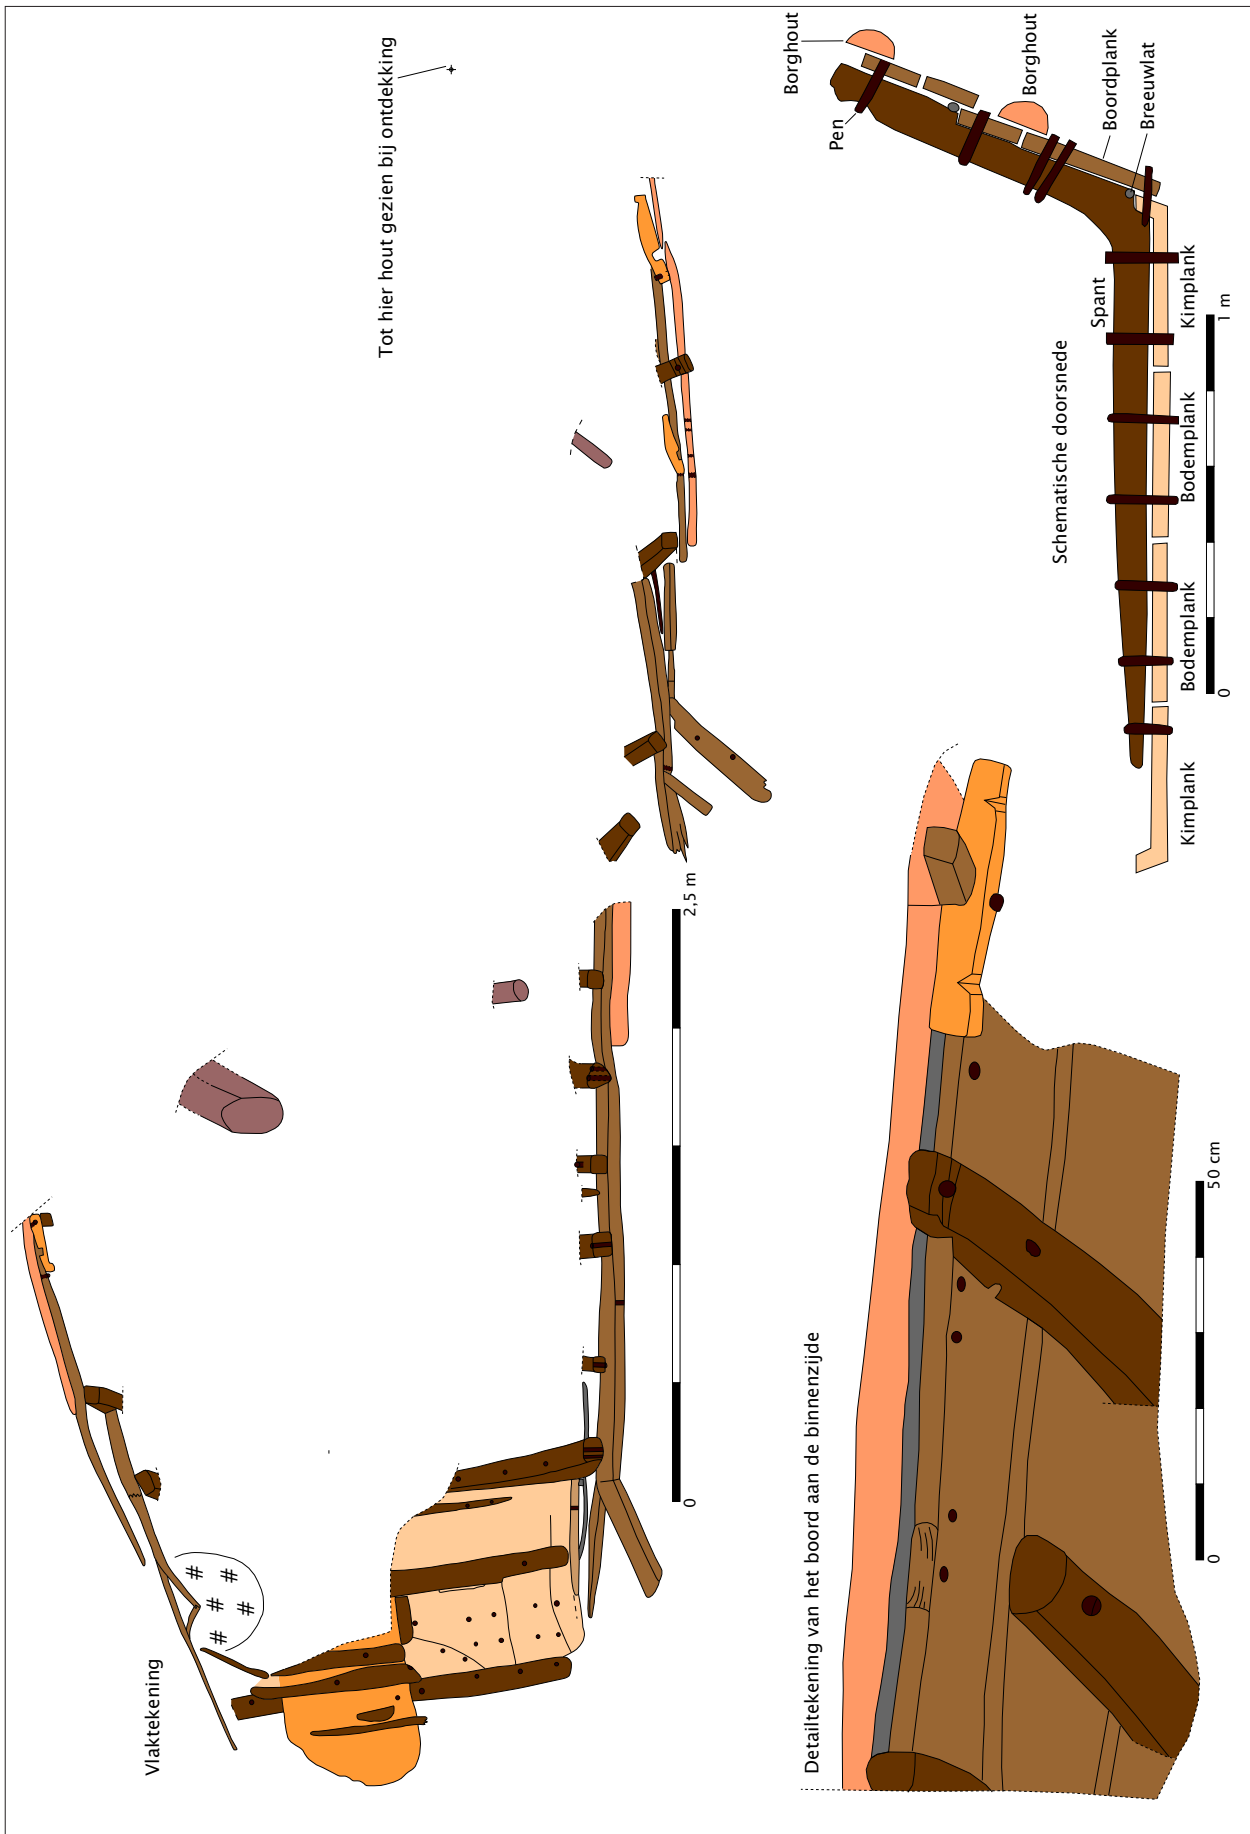 Vlaktekening
Tot hier hout gezien bij ontdekking
0
2,5 m
Detailtekening van het boord aan de binnenzijde
0
50 cm
Schematische doorsnede
Kimplank
Bodemplank
Bodemplank
Kimplank
Spant
Pen
Borghout
Borghout
Boordplank
Breeuwlat
0
1 m
#
#
#
#
#